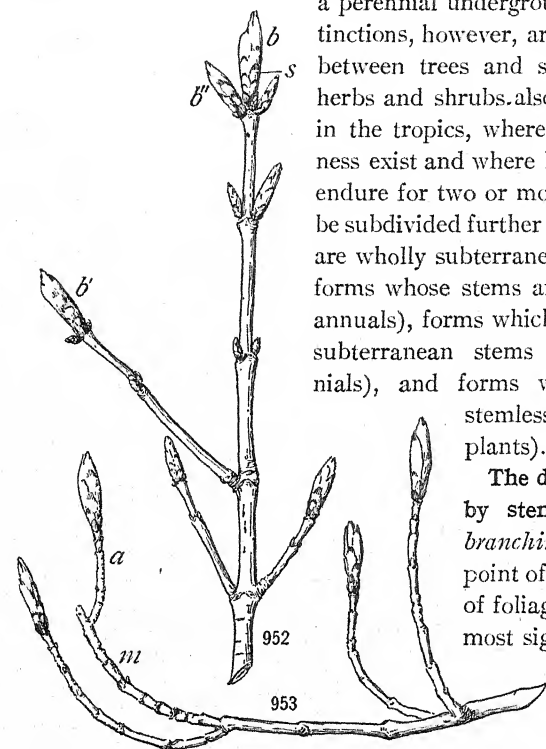 a perennial undergrou
tinctions, however, ar
between trees and s
herbs and shrubs.also
in the tropics, where
ness exist and where
endure for two or mo
be subdivided further
are wholly subterrane
forms whose stems a
annuals), forms which
subterranean stems
nials), and forms w
stemless
plants).
The d
by ster
branchin
point of
of foliag
most sig
b
s
b''
b'
a
m
952
953